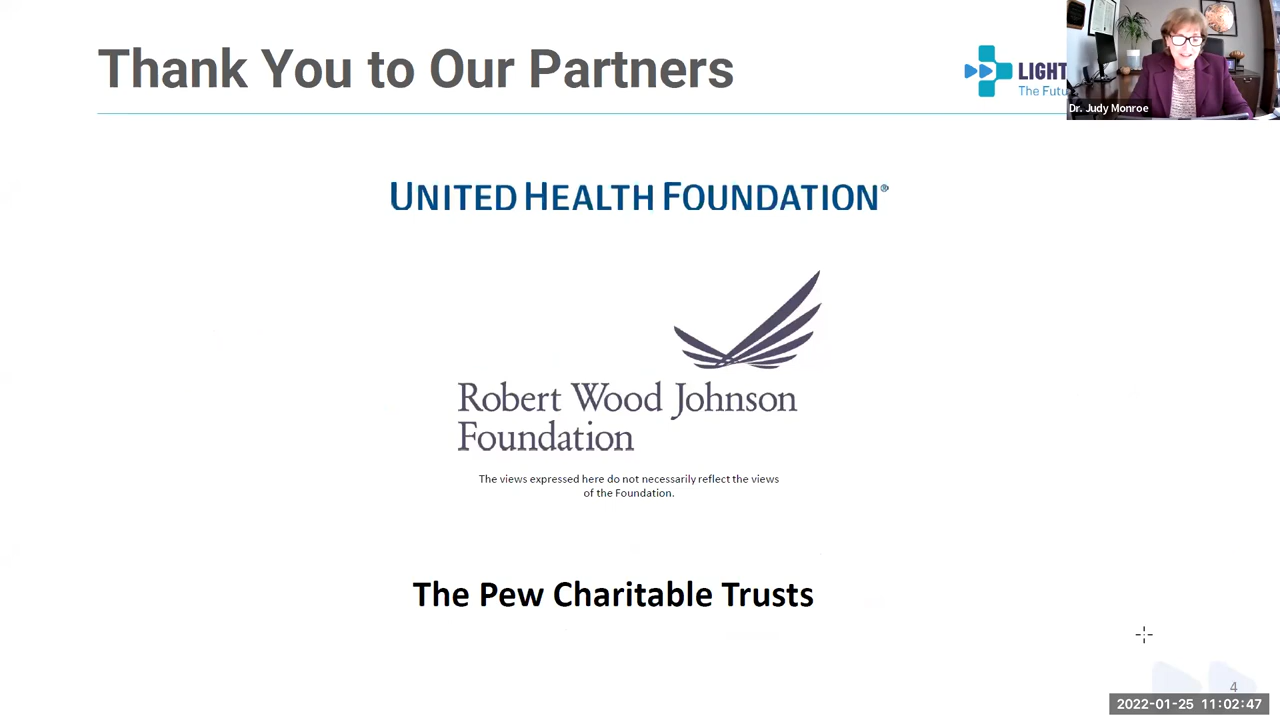 Thank You to Our Partners
LIGHT
The Futu
Dr. Judy Monroe
UNITED HEALTH FOUNDATION®
Robert Wood Johnson
Foundation
The views expressed here do not necessarily reflect the views
of the Foundation.
The Pew Charitable Trusts
4
2022-01-25 11:02:47